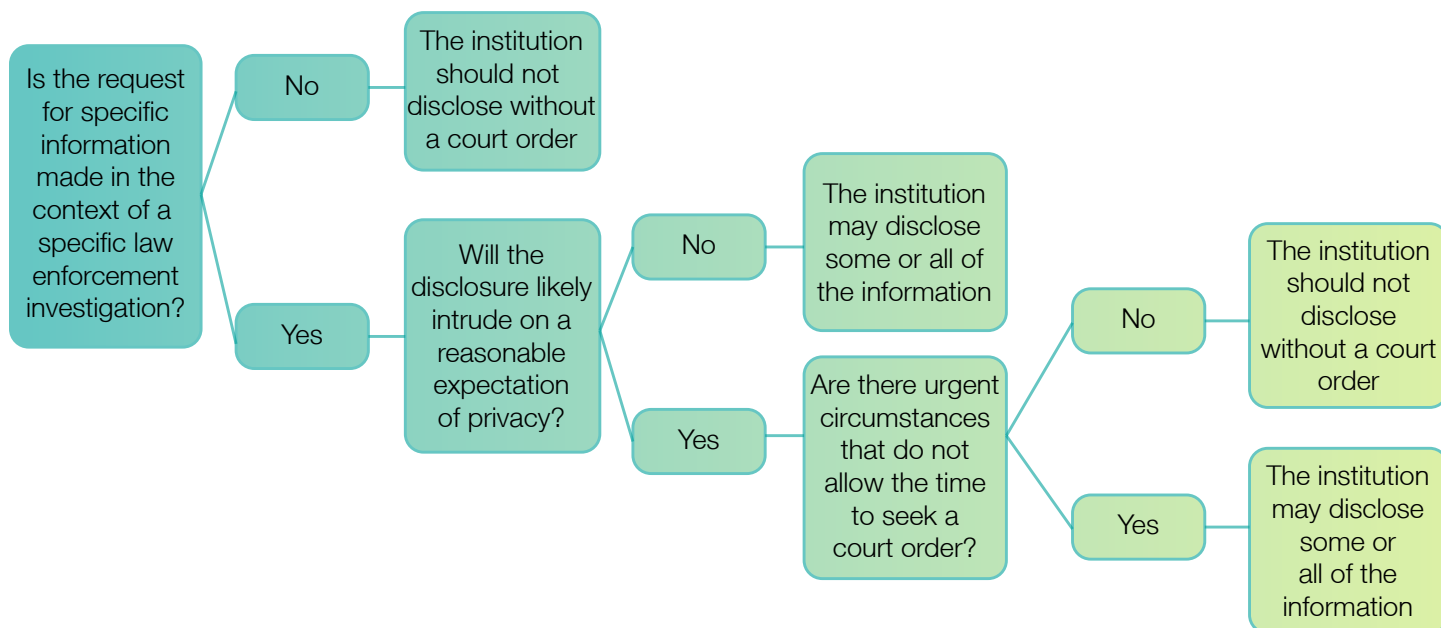 Is the request
for specific
information
made in the
context of a
specific law
enforcement
investigation?
No
The institution
should not
disclose without
a court order
Yes
Will the
disclosure likely
intrude on a
reasonable
expectation
of privacy?
No
The institution
may disclose
some or all of
the information
Yes
Are there urgent
circumstances
that do not
allow the time
to seek a
court order?
No
The institution
should not
disclose
without a court
order
Yes
The institution
may disclose
some or
all of the
information